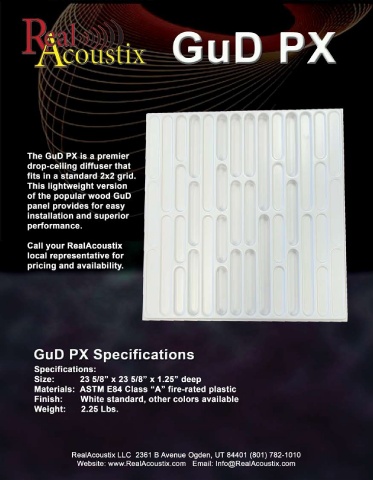 Real Acoustix
GuD PX
The GuD PX is a premier
drop-ceiling diffuser that
fits in a standard 2x2 grid.
This lightweight version
of the popular wood GuD
panel provides for easy
installation and superior
performance.
Call your RealAcoustix
local representative for
pricing and availability.
GuD PX Specifications
Specifications:
Size: 23 5/8" x 23 5/8" x 1.25" deep
Materials: ASTM E84 Class “A” fire-rated plastic
Finish: White standard, other colors available
Weight: 2.25 Lbs.
RealAcoustix LLC 2361 B Avenue Ogden, UT 84401 (801) 782-1010
Website: www.RealAcoustix.com Email: Info@RealAcoustix.com